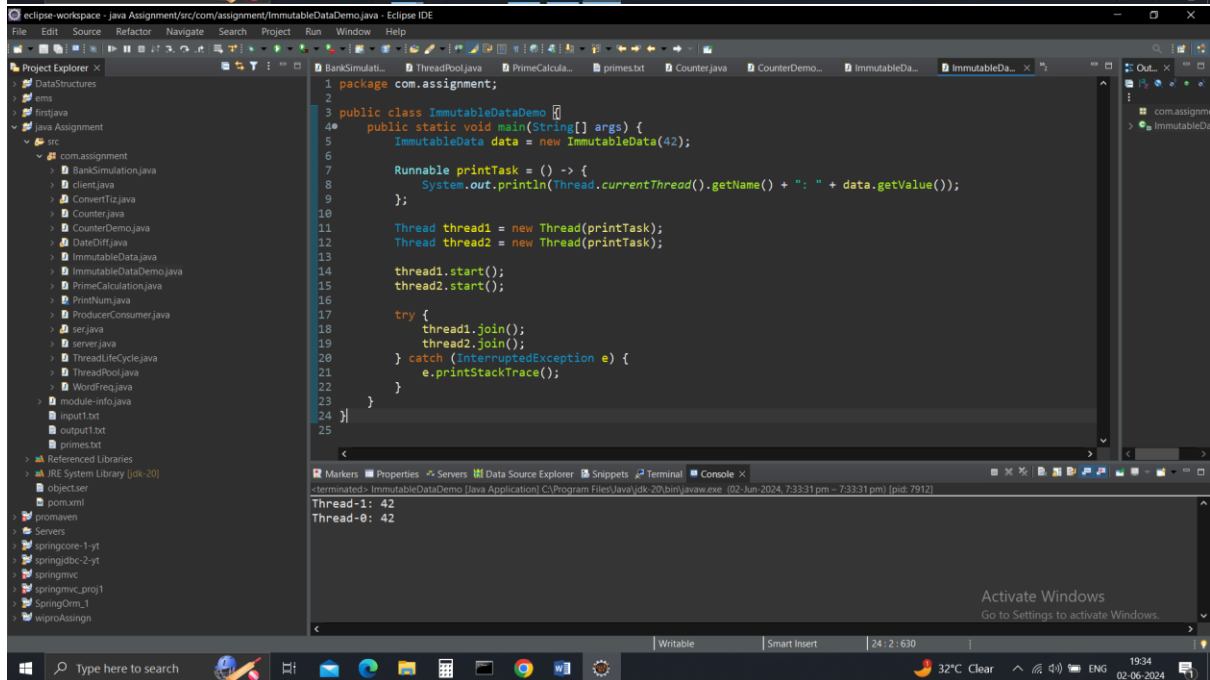 eclipse-workspace - java Assignment/src/com/assignment/ImmutableDataDemo.java - Eclipse IDE
File Edit Source Refactor Navigate Search Project Run Window Help
Project Explorer
BankSimulati... ThreadPool.java PrimeCalcula... primes.txt Counter.java CounterDemo... ImmutableDa... ImmutableDa...
Out...
DataStructures
ems
firstjava
java Assignment
src
com.assignment
BankSimulation.java
client.java
ConvertTiz.java
Counter.java
CounterDemo.java
DateDiff.java
ImmutableData.java
ImmutableDataDemo.java
PrimeCalculation.java
PrintNum.java
ProducerConsumer.java
ser.java
server.java
ThreadLifeCycle.java
ThreadPool.java
WordFreq.java
module-info.java
input1.txt
output1.txt
primes.txt
Referenced Libraries
JRE System Library [jdk-20]
object.ser
pom.xml
promaven
Servers
springcore-1-yt
springjdbc-2-yt
springmvc
springmvc_proj1
SpringOrm_1
wiproAssingn
1 package com.assignment;
2
3 public class ImmutableDataDemo {
4 public static void main(String[] args) {
5 ImmutableData data = new ImmutableData(42);
6
7 Runnable printTask = () -> {
8 System.out.println(Thread.currentThread().getName() + ": " + data.getValue());
9 };
10
11 Thread thread1 = new Thread(printTask);
12 Thread thread2 = new Thread(printTask);
13
14 thread1.start();
15 thread2.start();
16
17 try {
18 thread1.join();
19 thread2.join();
20 } catch (InterruptedException e) {
21 e.printStackTrace();
22 }
23 }
24 }
25
com.assignm
ImmutableDa
Markers Properties Servers Data Source Explorer Snippets Terminal Console
<terminated> ImmutableDataDemo [Java Application] C:\Program Files\Java\jdk-20\bin\javaw.exe (02-Jun-2024, 7:33:31 pm – 7:33:31 pm) [pid: 7912]
Thread-1: 42
Thread-0: 42
Activate Windows
Go to Settings to activate Windows.
Writable Smart Insert 24 : 2 : 630
Type here to search
32°C Clear ENG
19:34
02-06-2024